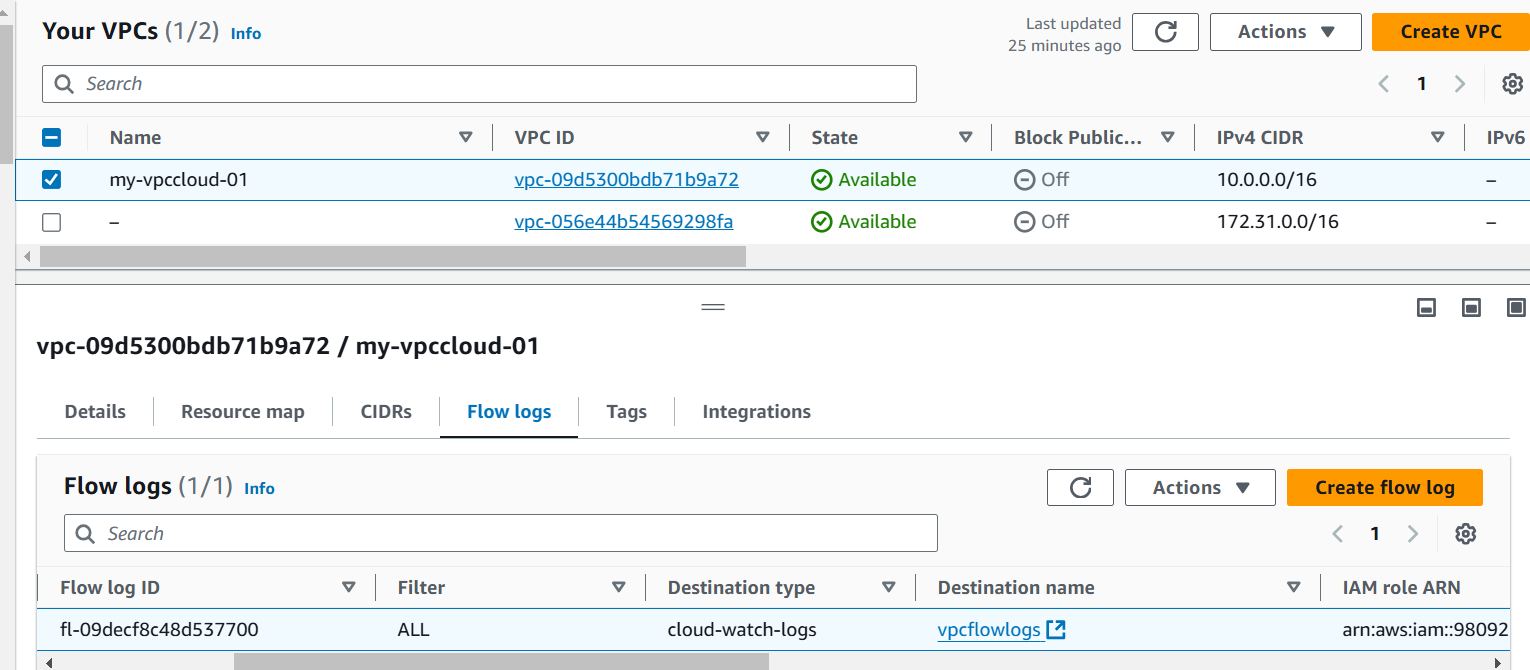 Your VPCs (1/2) Info
Last updated
25 minutes ago
Actions
Create VPC
Search
1
Name VPC ID State Block Public... IPv4 CIDR IPv6
my-vpccloud-01 vpc-09d5300bdb71b9a72 Available Off 10.0.0.0/16 –
– vpc-056e44b54569298fa Available Off 172.31.0.0/16 –
vpc-09d5300bdb71b9a72 / my-vpccloud-01
Details Resource map CIDRs Flow logs Tags Integrations
Flow logs (1/1) Info
Actions
Create flow log
Search
1
Flow log ID Filter Destination type Destination name IAM role ARN
fl-09decf8c48d537700 ALL cloud-watch-logs vpcflowlogs arn:aws:iam::98092